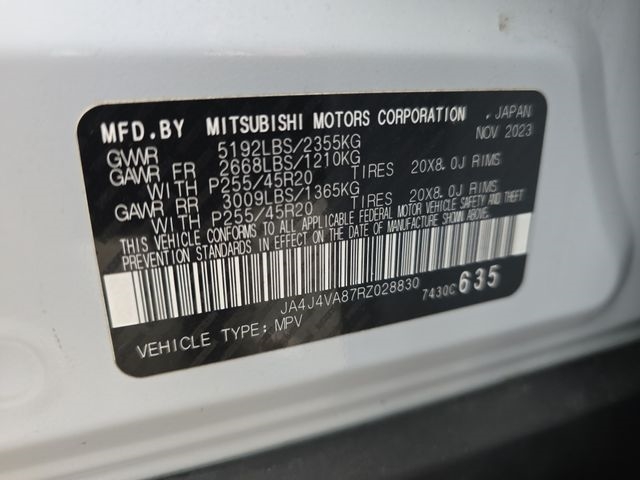 MFD.BY MITSUBISHI MOTORS CORPORATION , JAPAN
NOV 2023
GVWR 5192LBS/2355KG
GAWR FR 2668LBS/1210KG
WITH P255/45R20 TIRES 20X8.0J RIMS
GAWR RR 3009LBS/1365KG
WITH P255/45R20 TIRES 20X8.0J RIMS
THIS VEHICLE CONFORMS TO ALL APPLICABLE FEDERAL MOTOR VEHICLE SAFETY AND THEFT
PREVENTION STANDARDS IN EFFECT ON THE DATE OF MANUFACTURE SHOWN ABOVE.
JA4J4VA87RZ028830
7430C 635
VEHICLE TYPE: MPV